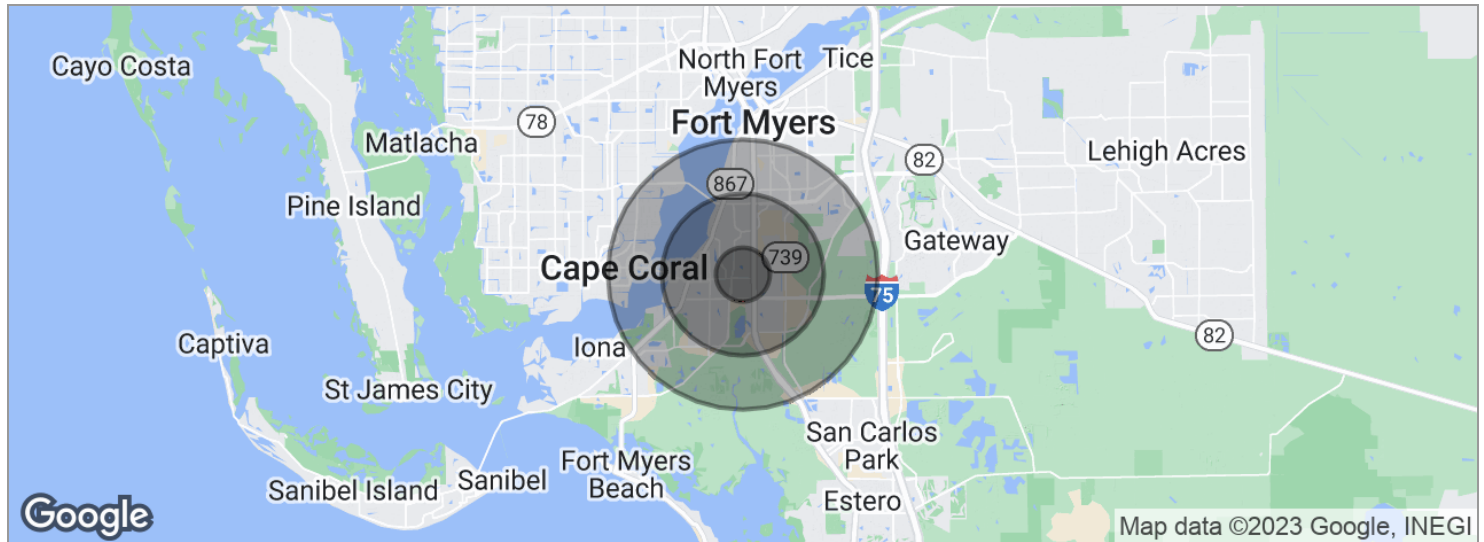 Cayo Costa
North Fort
Myers
Tice
Fort Myers
78
Matlacha
82
Lehigh Acres
867
Pine Island
Gateway
739
Cape Coral
75
82
Captiva
Iona
St James City
San Carlos
Park
Fort Myers
Beach
Sanibel
Sanibel Island
Estero
Google
Map data ©2023 Google, INEGI